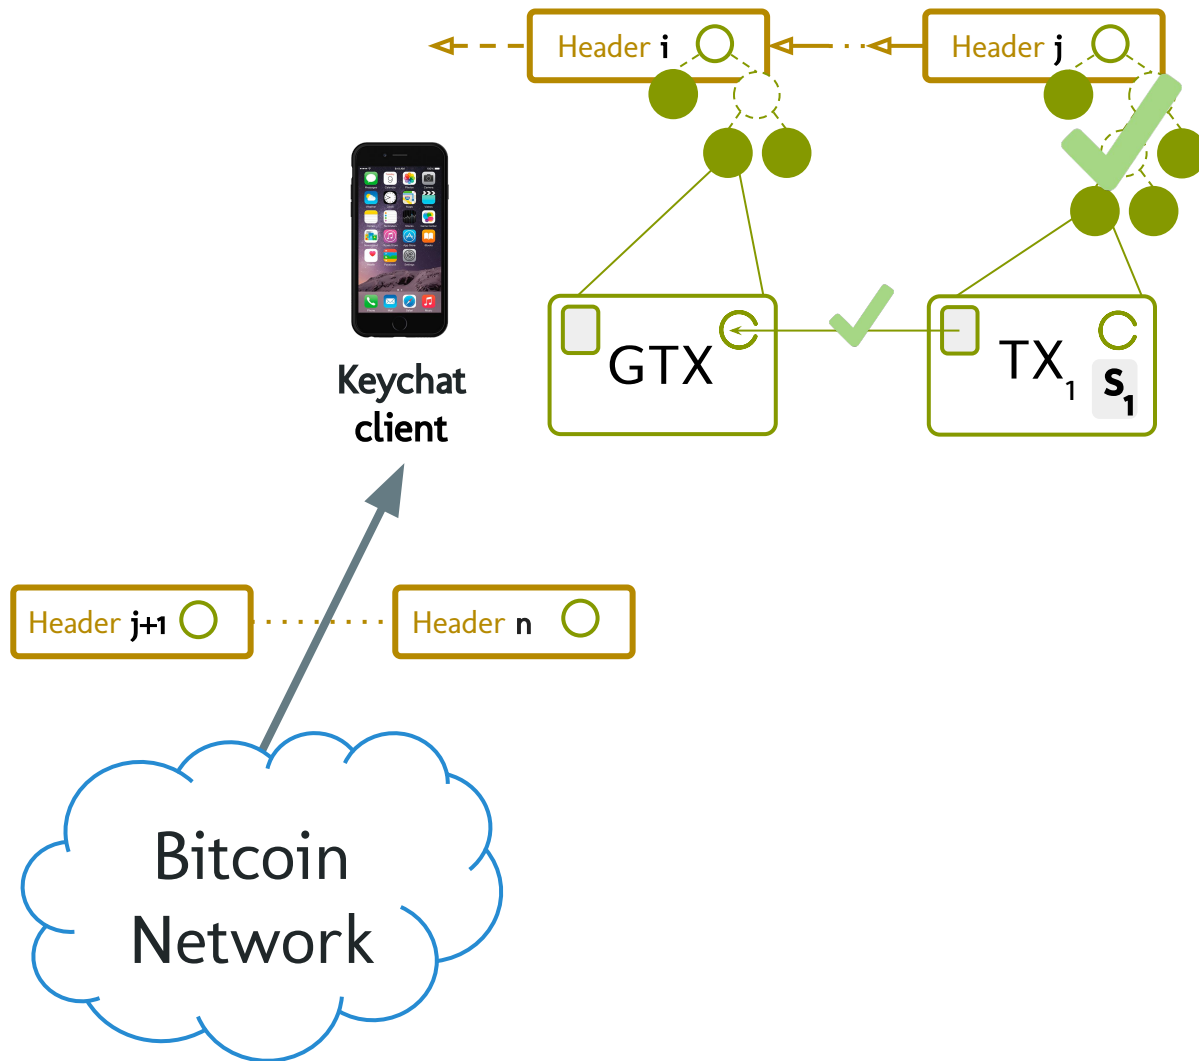 Header i
Header j
Keychat
client
GTX
TX1
S1
Header j+1
Header n
Bitcoin
Network